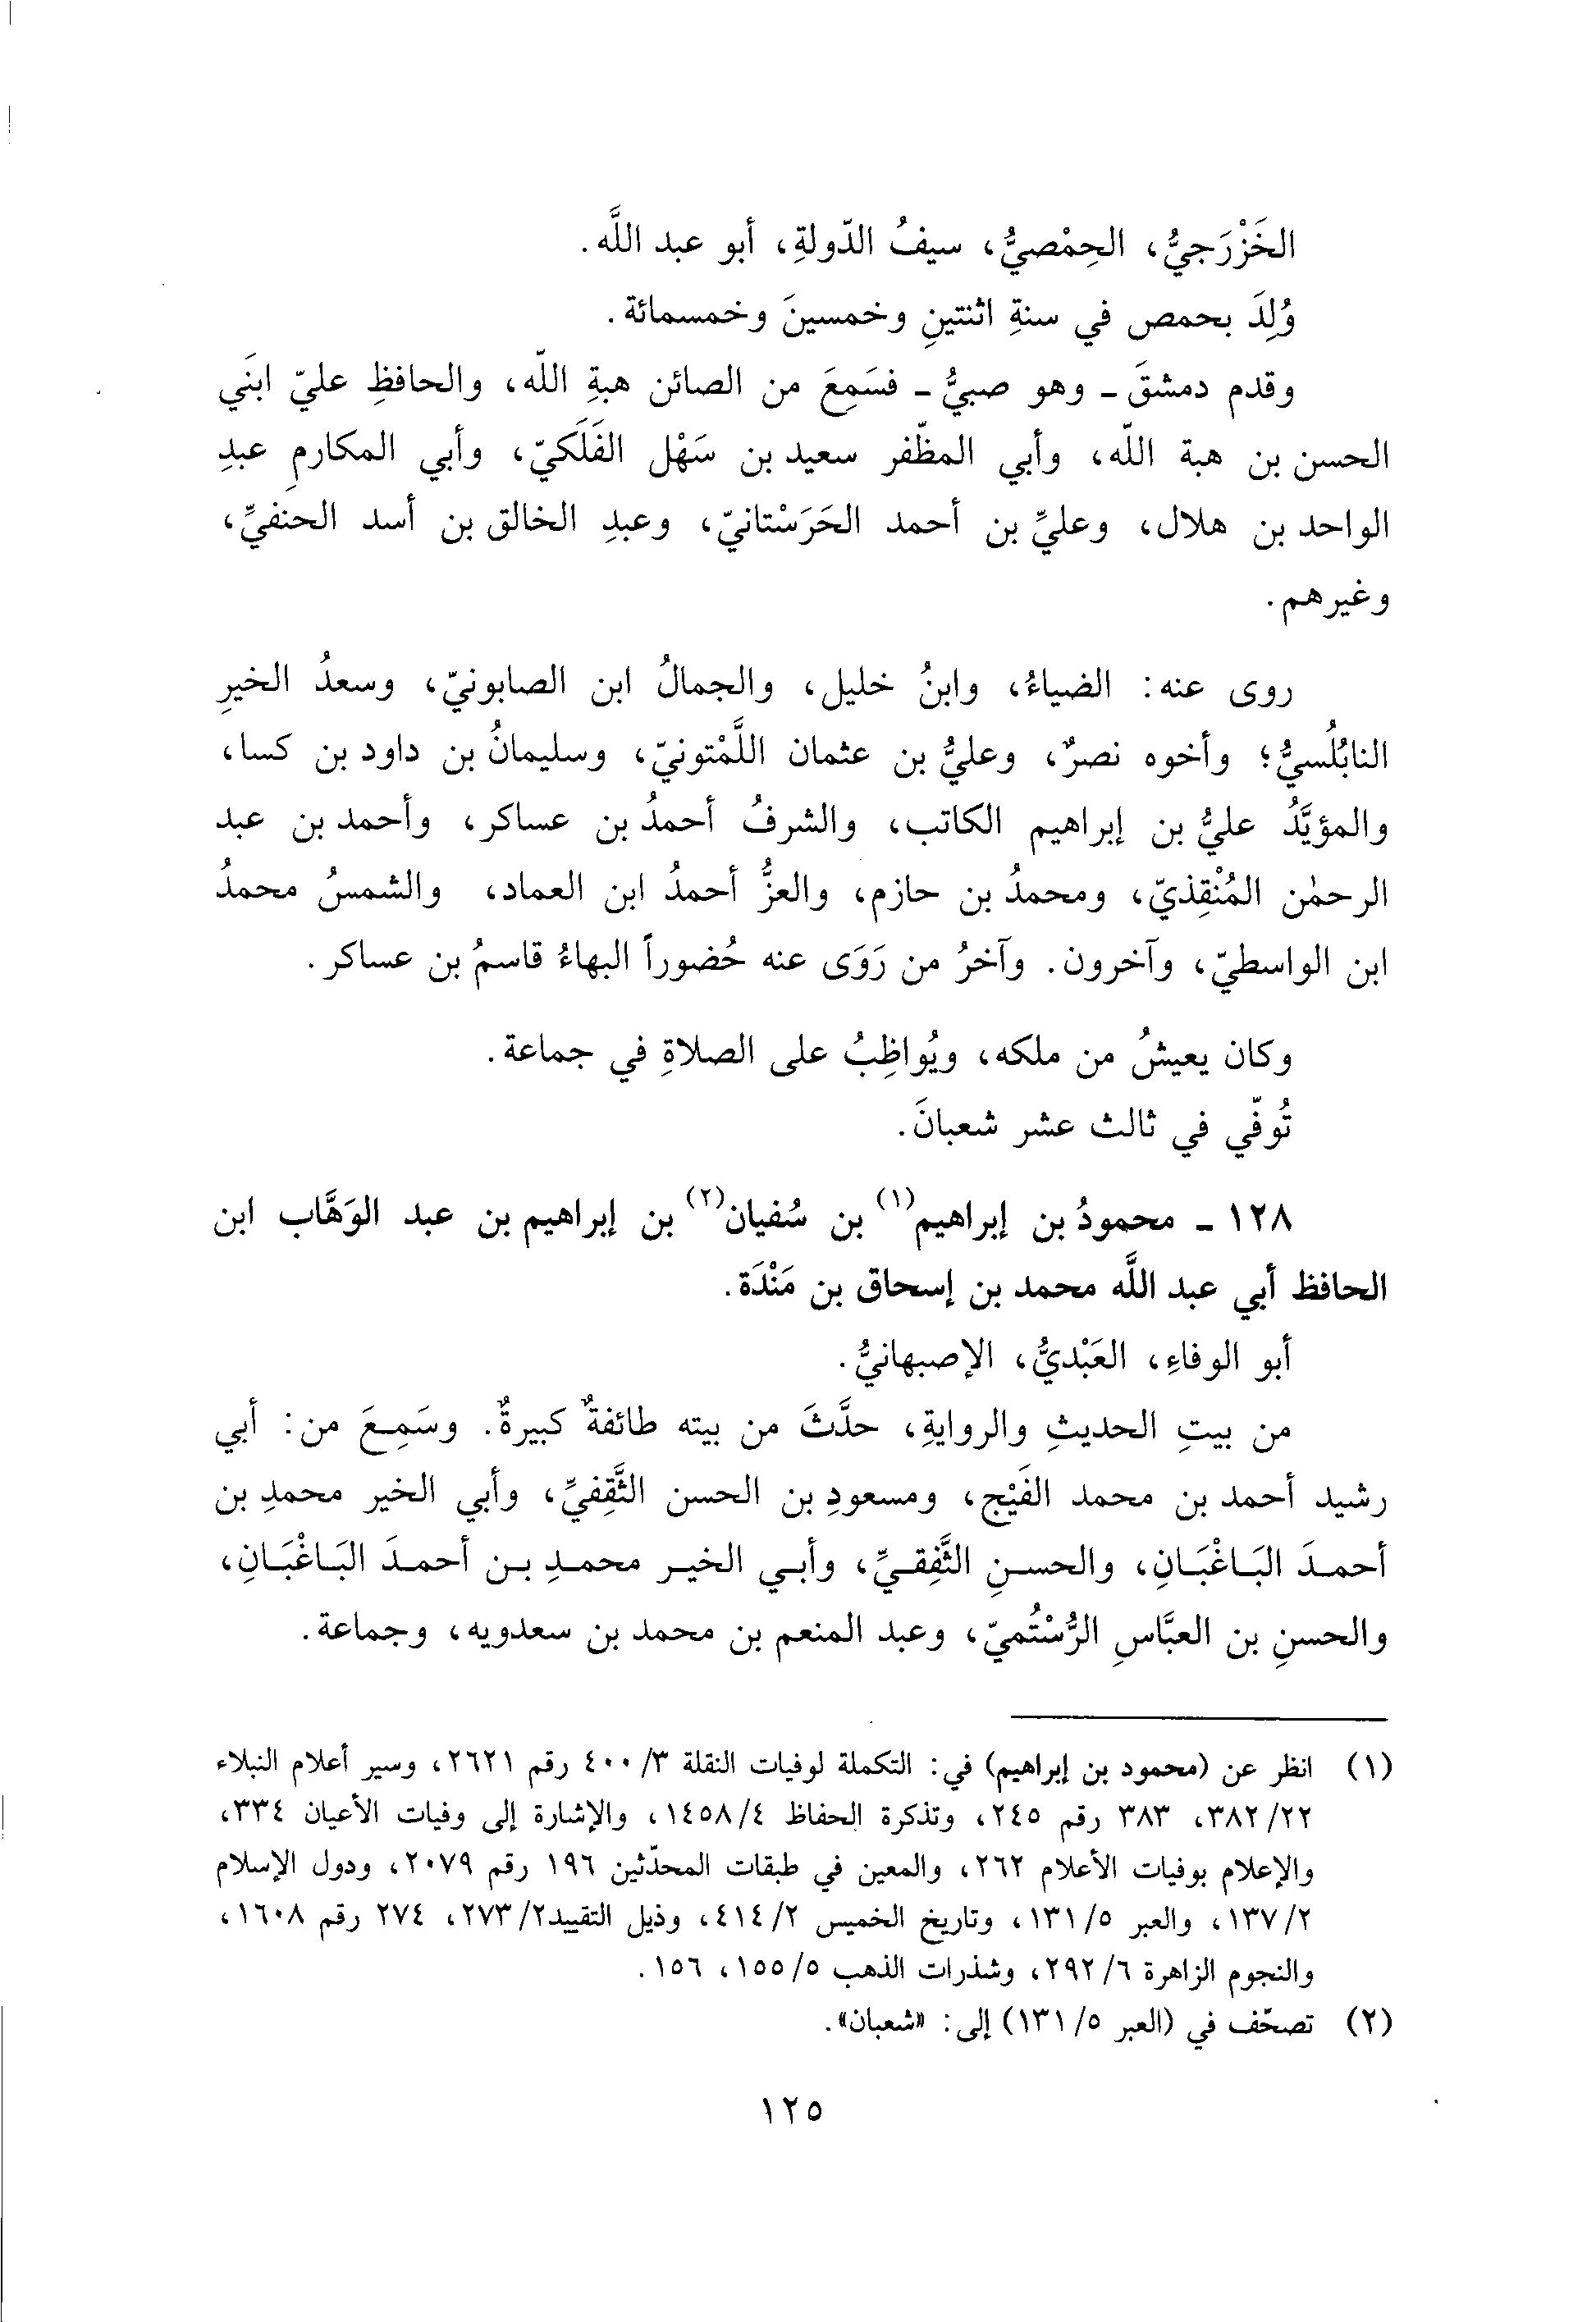 الخَزْرَجيُّ، الحِمْصيُّ، سيفُ الدّولةِ، أبو عبد اللَّه.
وُلِدَ بحمص في سنةِ اثنتينِ وخمسينَ وخمسمائة.
وقدم دمشقَ ـ وهو صبيُّ ـ فسَمِعَ من الصائن هبةِ اللّه، والحافظِ عليّ ابنَي
الحسن بن هبة اللّه، وأبي المظّفر سعيد بن سَهْل الفَلَكيّ، وأبي المكارمِ عبدِ
الواحد بن هلال، وعليِّ بن أحمد الحَرَسْتانيّ، وعبدِ الخالق بن أسد الحنفيِّ،
وغيرهم.
روى عنه: الضياءُ، وابنُ خليل، والجمالُ ابن الصابونيّ، وسعدُ الخيرِ
النابُلُسيُّ؛ وأخوه نصرٌ، وعليُّ بن عثمان اللَّمْتونيّ، وسليمانُ بن داود بن كسا،
والمؤيَّدُ عليُّ بن إبراهيم الكاتب، والشرفُ أحمدُ بن عساكر، وأحمد بن عبد
الرحمٰن المُنْقِذيّ، ومحمدُ بن حازم، والعزُّ أحمدُ ابن العماد، والشمسُ محمدُ
ابن الواسطيّ، وآخرون. وآخرُ من رَوَى عنه حُضوراً البهاءُ قاسمُ بن عساكر.
وكان يعيشُ من ملكه، ويُواظِبُ على الصلاةِ في جماعة.
تُوفّي في ثالث عشر شعبانَ.
١٢٨ ـ محمودُ بن إبراهيم(١) بن سُفيان(٢) بن إبراهيم بن عبد الوَهَّاب ابن
الحافظ أبي عبد اللَّه محمد بن إسحاق بن مَنْدَة.
أبو الوفاءِ، العَبْديُّ، الإصبهانيُّ.
من بيتِ الحديثِ والروايةِ، حدَّثَ من بيته طائفةٌ كبيرةٌ. وسَمِعَ من: أبي
رشيد أحمد بن محمد الفَيْج، ومسعودِ بن الحسن الثَّقِفيِّ، وأبي الخير محمدِ بن
أحمدَ البَاغْبَانِ، والحسنِ الثَّفِقيِّ، وأبي الخير محمدِ بن أحمدَ البَاغْبَانِ،
والحسنِ بن العبَّاسِ الرُّسْتُميّ، وعبد المنعم بن محمد بن سعدويه، وجماعة.
(١) انظر عن (محمود بن إبراهيم) في: التكملة لوفيات النقلة ٣/ ٤٠٠ رقم ٢٦٢١، وسير أعلام النبلاء
٢٢/ ٣٨٢، ٣٨٣ رقم ٢٤٥، وتذكرة الحفاظ ٤/ ١٤٥٨، والإشارة إلى وفيات الأعيان ٣٣٤،
والإعلام بوفيات الأعلام ٢٦٢، والمعين في طبقات المحدّثين ١٩٦ رقم ٢٠٧٩، ودول الإسلام
٢/ ١٣٧، والعبر ٥/ ١٣١، وتاريخ الخميس ٢/ ٤١٤، وذيل التقييد٢/ ٢٧٣، ٢٧٤ رقم ١٦٠٨،
والنجوم الزاهرة ٦/ ٢٩٢، وشذرات الذهب ٥/ ١٥٥، ١٥٦.
(٢) تصحّف في (العبر ٥/ ١٣١) إلى: «شعبان».
١٢٥